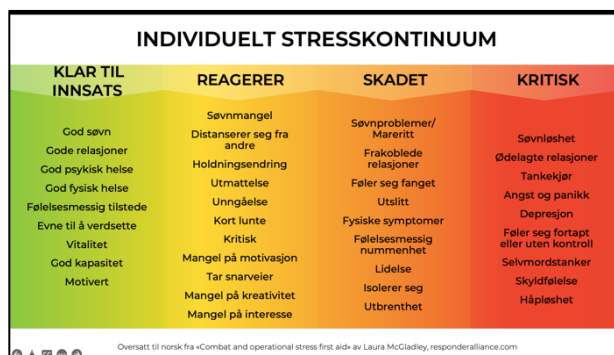 INDIVIDUELT STRESSKONTINUUM
KLAR TIL
INNSATS
God søvn
Gode relasjoner
God psykisk helse
God fysisk helse
Følelsesmessig tilstede
Evne til å verdsette
Vitalitet
God kapasitet
Motivert
REAGERER
Søvnmangel
Distanserer seg fra
andre
Holdningsendring
Utmattelse
Unngåelse
Kort lunte
Kritisk
Mangel på motivasjon
Tar snarveier
Mangel på kreativitet
Mangel på interesse
SKADET
Søvnproblemer/
Mareritt
Frakoblede
relasjoner
Føler seg fanget
Utslitt
Fysiske symptomer
Følelsesmessig
nummenhet
Lidelse
Isolerer seg
Utbrenthet
KRITISK
Søvnløshet
Ødelagte relasjoner
Tankekjør
Angst og panikk
Depresjon
Føler seg fortapt
eller uten kontroll
Selvmordstanker
Skyldfølelse
Håpløshet
Oversatt til norsk fra «Combat and operational stress first aid» av Laura McGladley, responderalliance.com